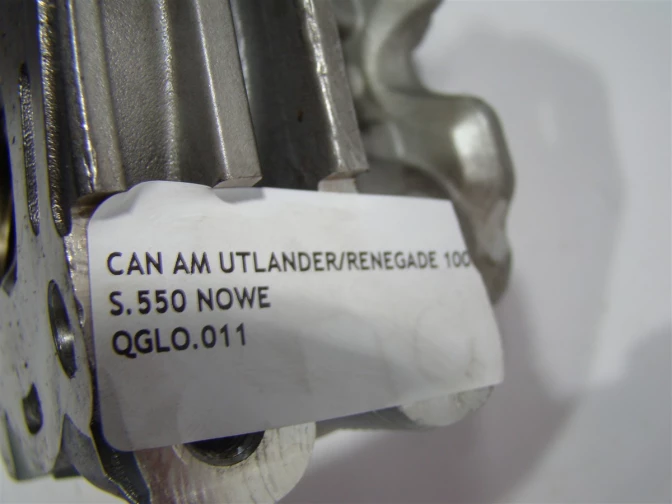 CAN AM UTLANDER/RENEGADE 100
S.550 NOWE
QGLO.011